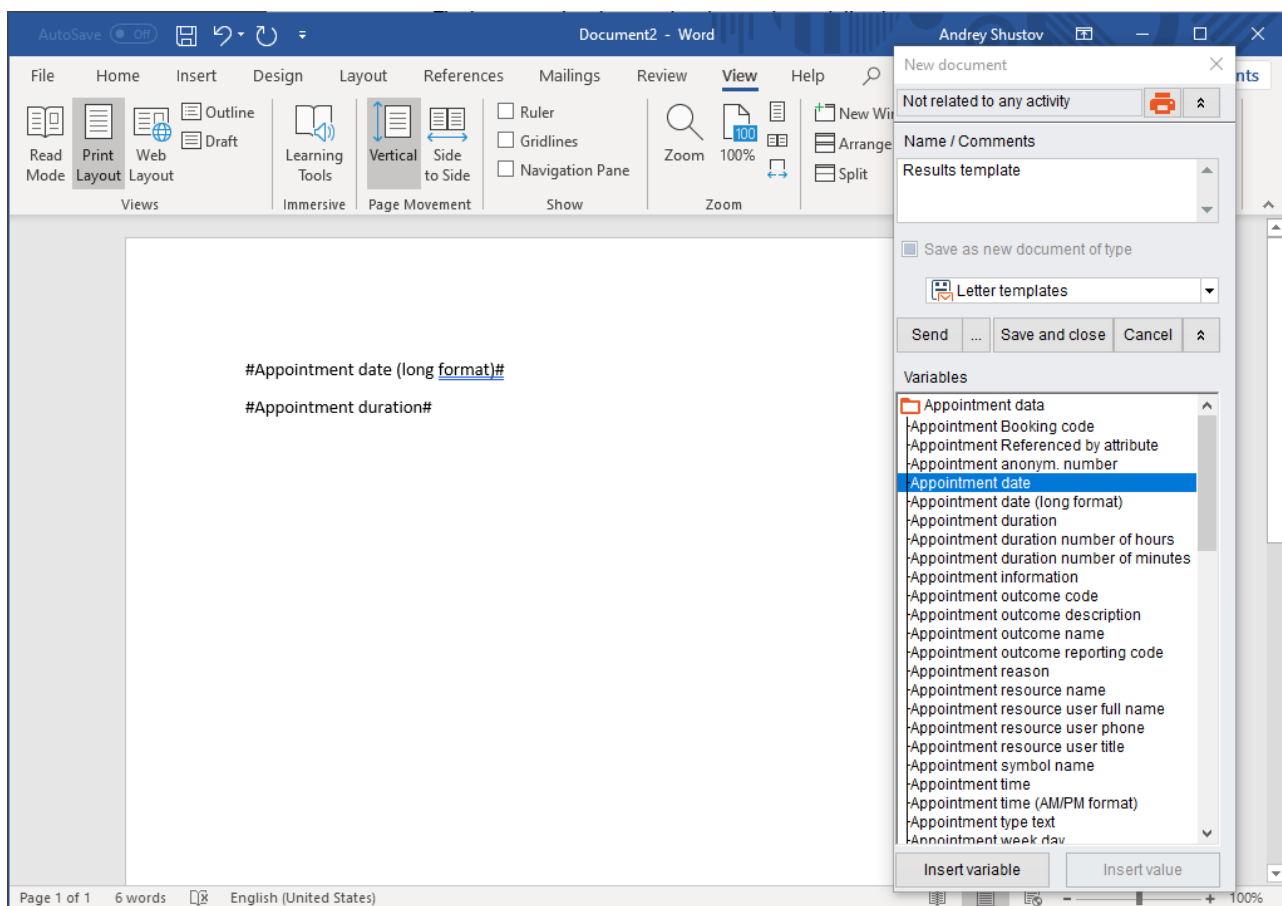 AutoSave Off Document2 - Word Andrey Shustov
File Home Insert Design Layout References Mailings Review View Help nts
Read Mode
Print Layout
Web Layout
Outline
Draft
Views
Learning Tools
Immersive
Vertical
Side to Side
Page Movement
Ruler
Gridlines
Navigation Pane
Show
Zoom
100
100%
Zoom
New Wi
Arrange
Split
#Appointment date (long format)#
#Appointment duration#
New document
Not related to any activity
Name / Comments
Results template
Save as new document of type
Letter templates
Send ... Save and close Cancel
Variables
Appointment data
Appointment Booking code
Appointment Referenced by attribute
Appointment anonym. number
Appointment date
Appointment date (long format)
Appointment duration
Appointment duration number of hours
Appointment duration number of minutes
Appointment information
Appointment outcome code
Appointment outcome description
Appointment outcome name
Appointment outcome reporting code
Appointment reason
Appointment resource name
Appointment resource user full name
Appointment resource user phone
Appointment resource user title
Appointment symbol name
Appointment time
Appointment time (AM/PM format)
Appointment type text
Appointment week day
Insert variable Insert value
Page 1 of 1 6 words English (United States) 100%